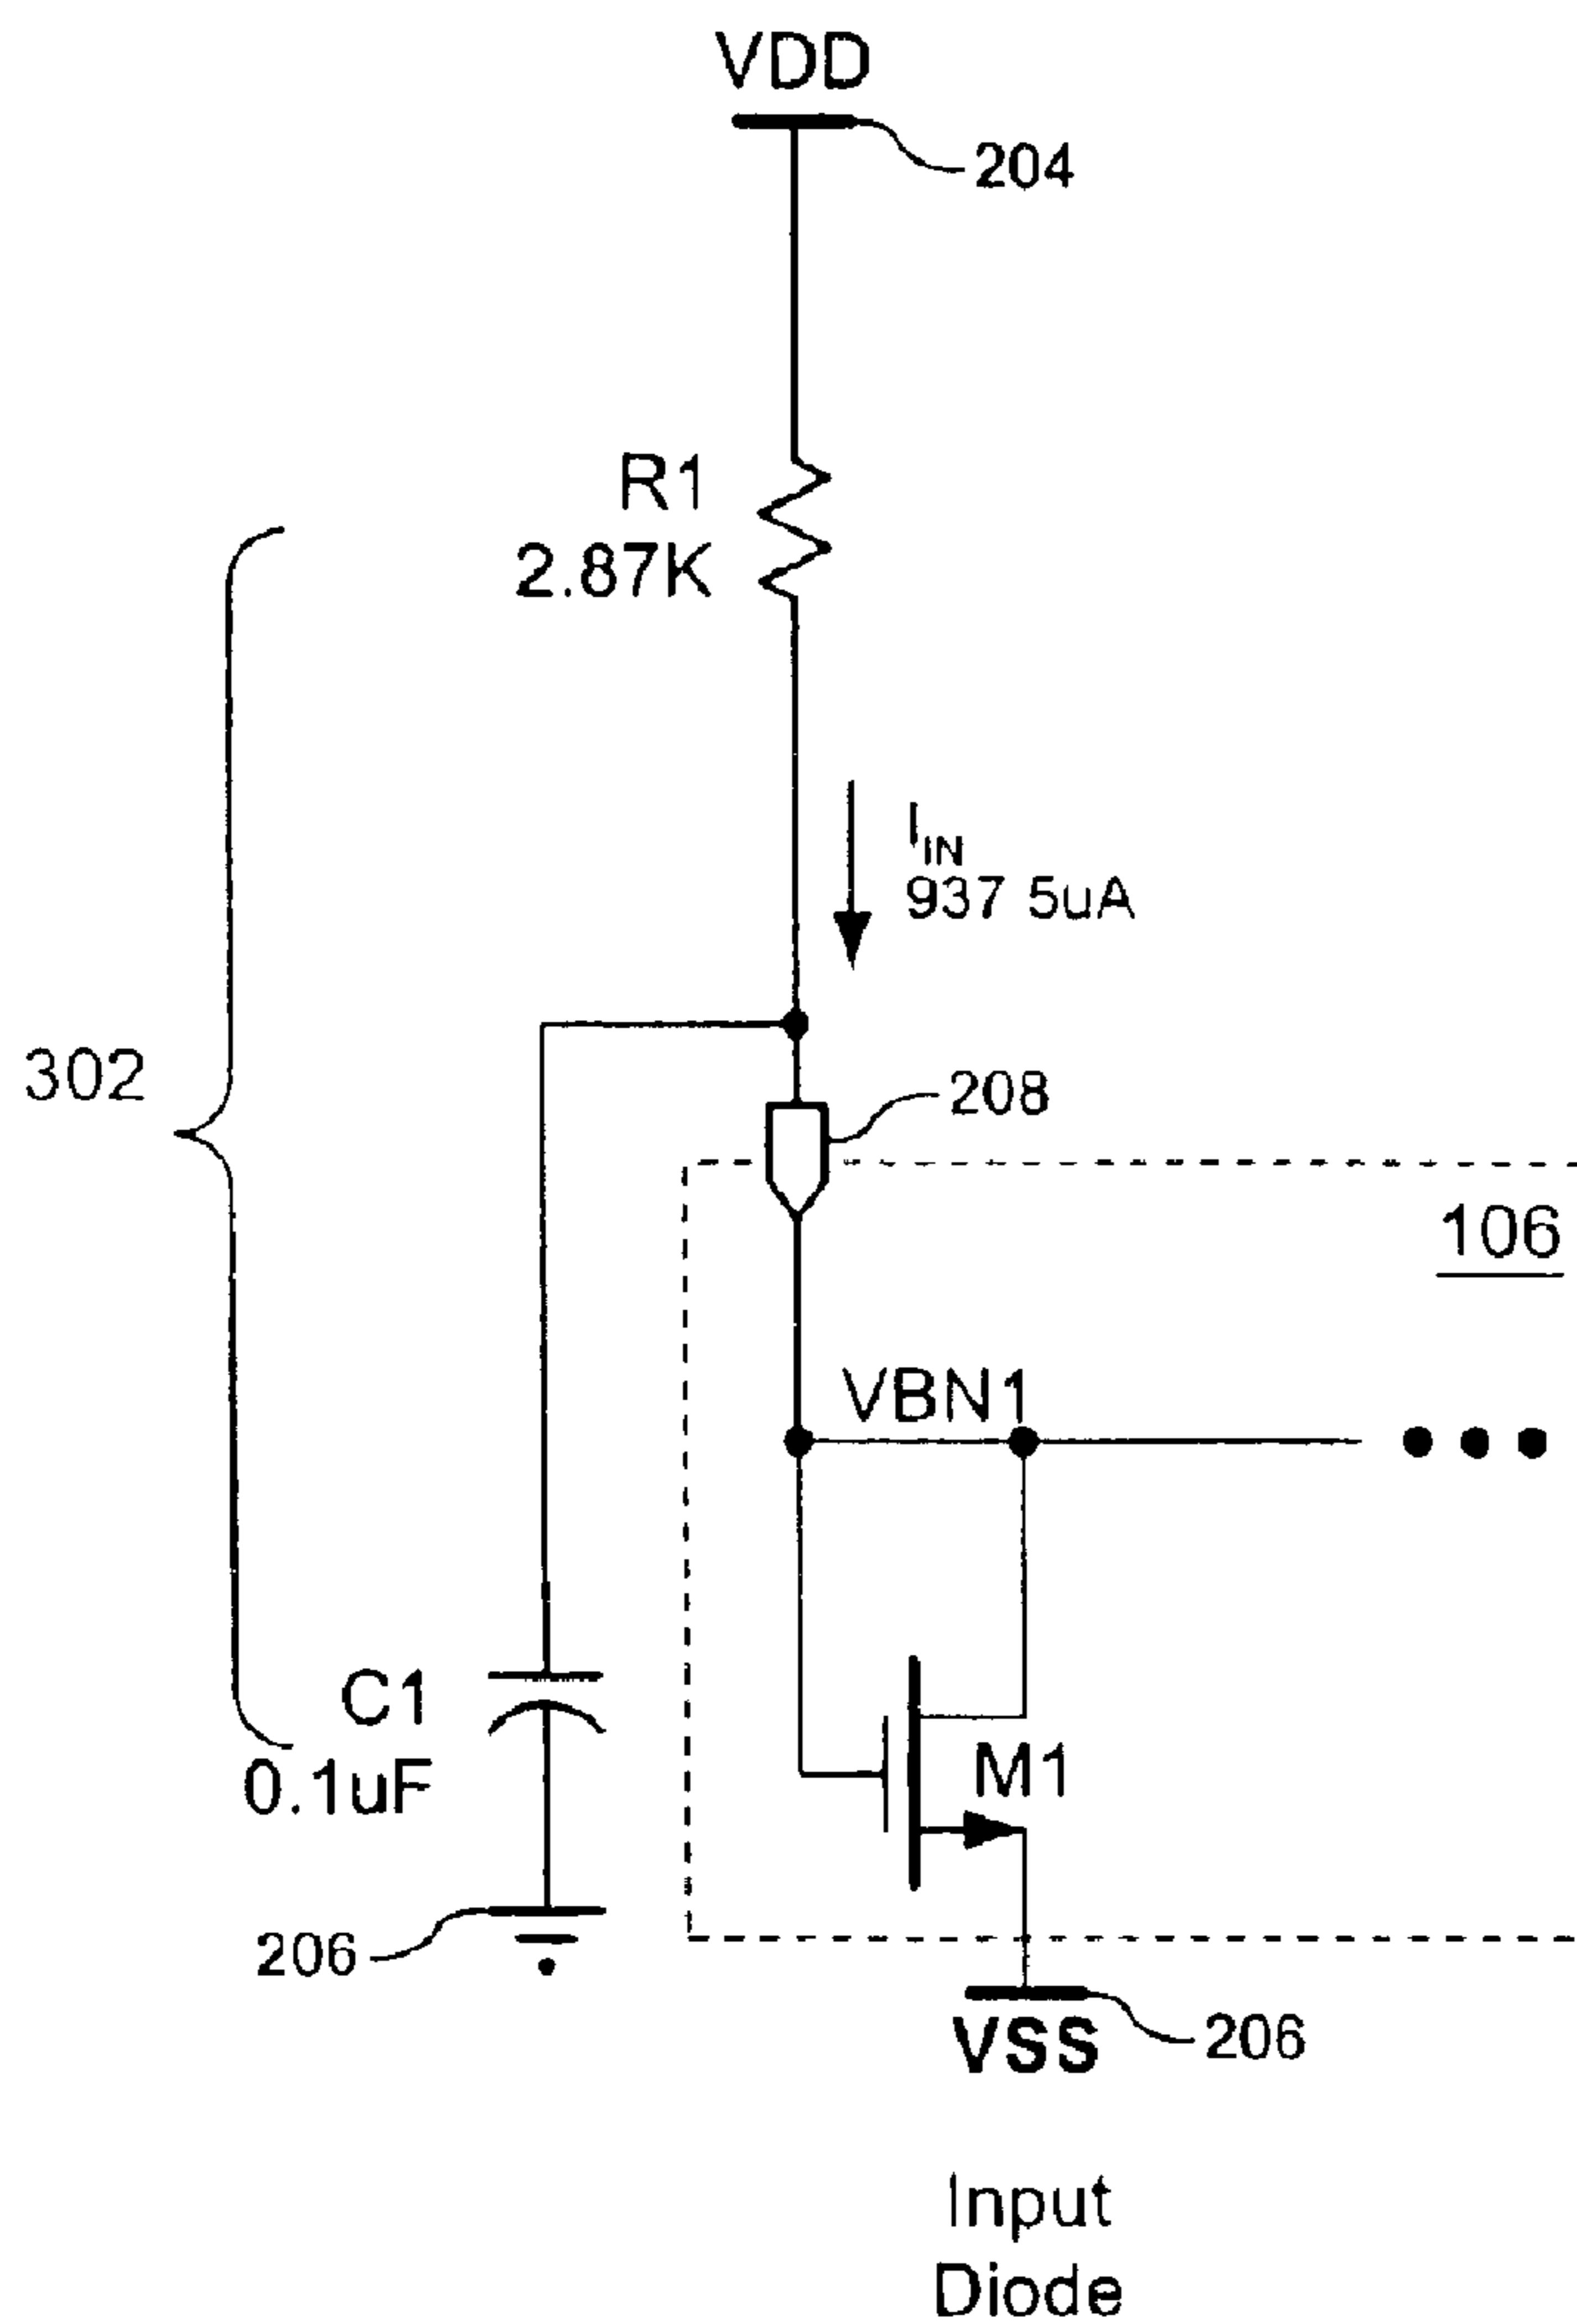 VDD
204
R1
2.87K
I_IN
937 5uA
302
208
106
VBN1
C1
0.1uF
M1
206
VSS
206
Input
Diode